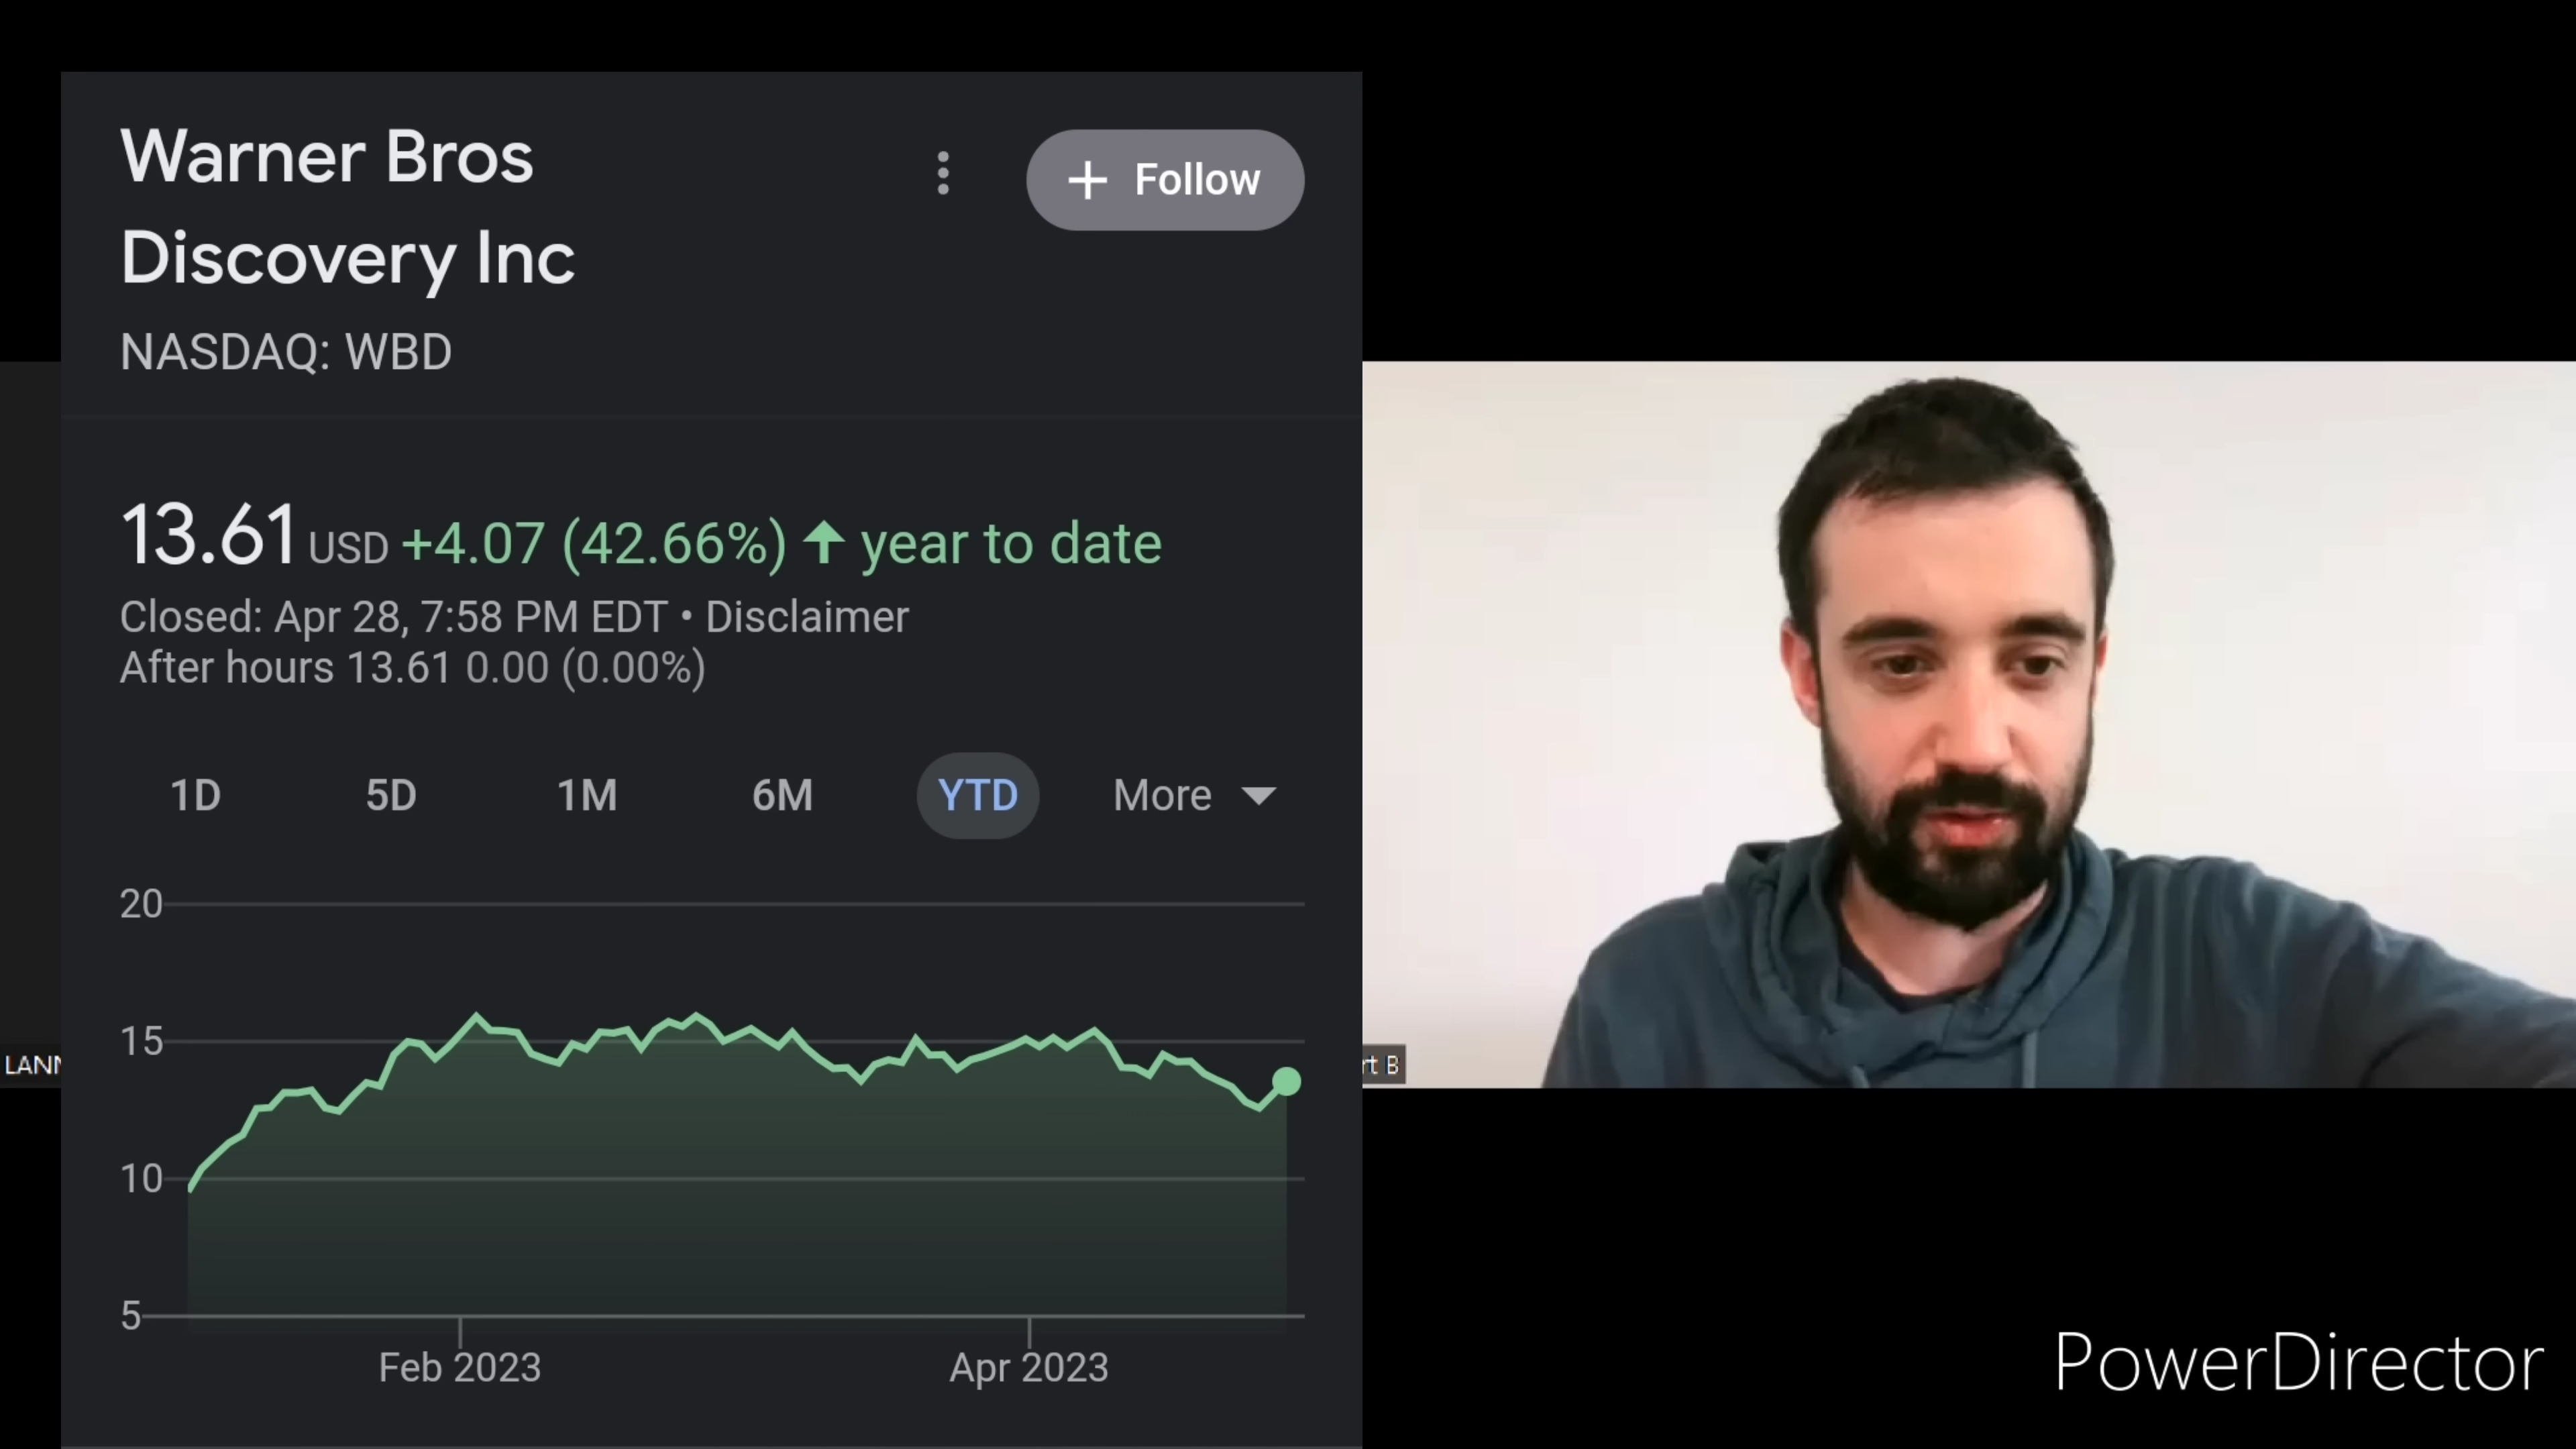 Warner Bros
Discovery Inc
+ Follow
NASDAQ: WBD
13.61 USD +4.07 (42.66%) ↑ year to date
Closed: Apr 28, 7:58 PM EDT • Disclaimer
After hours 13.61 0.00 (0.00%)
1D 5D 1M 6M YTD More
20
15
10
5
Feb 2023 Apr 2023
LANN
rt B
PowerDirector